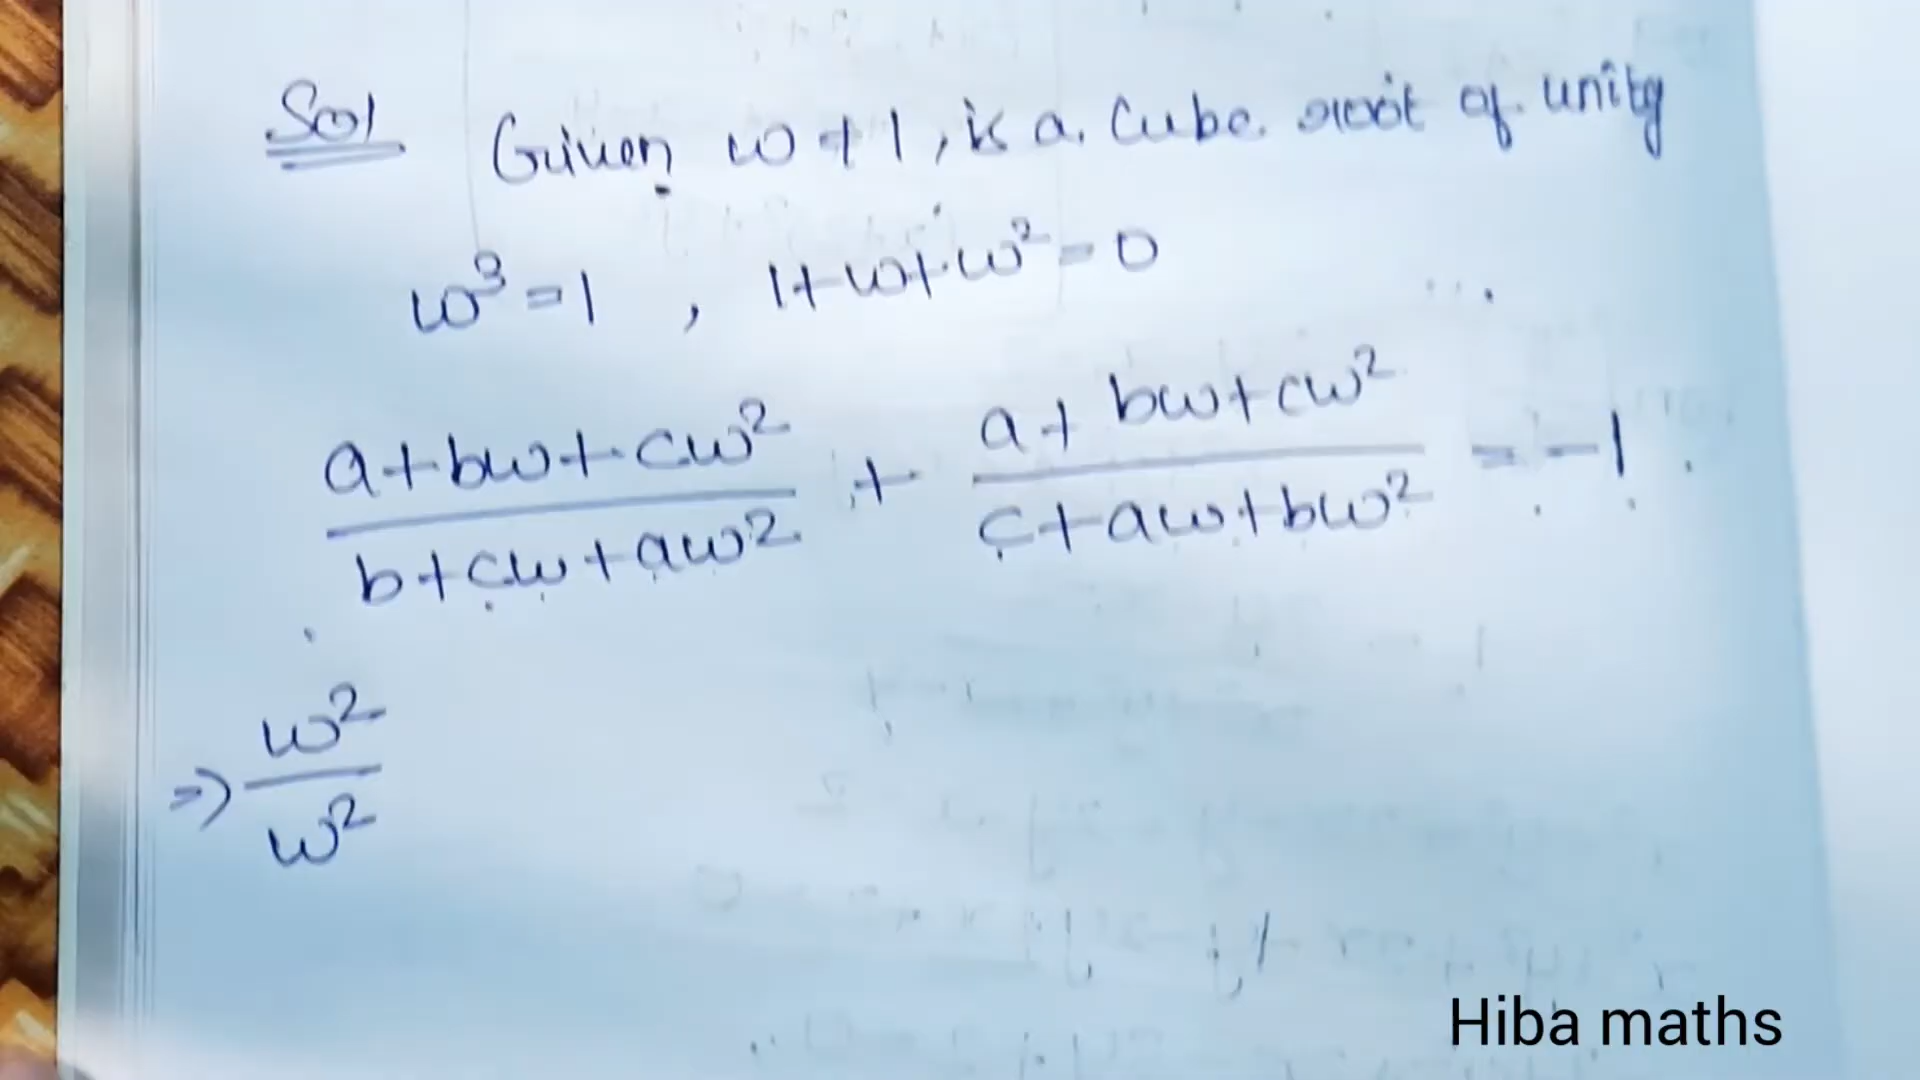 Sol Given ω ≠ 1, is a cube root of unity
ω³ = 1 , 1+ω+ω² = 0
a+bω+cω² / b+cω+aω² + a+bω+cω² / c+aω+bω² = -1
⇒ ω² / ω²
Hiba maths